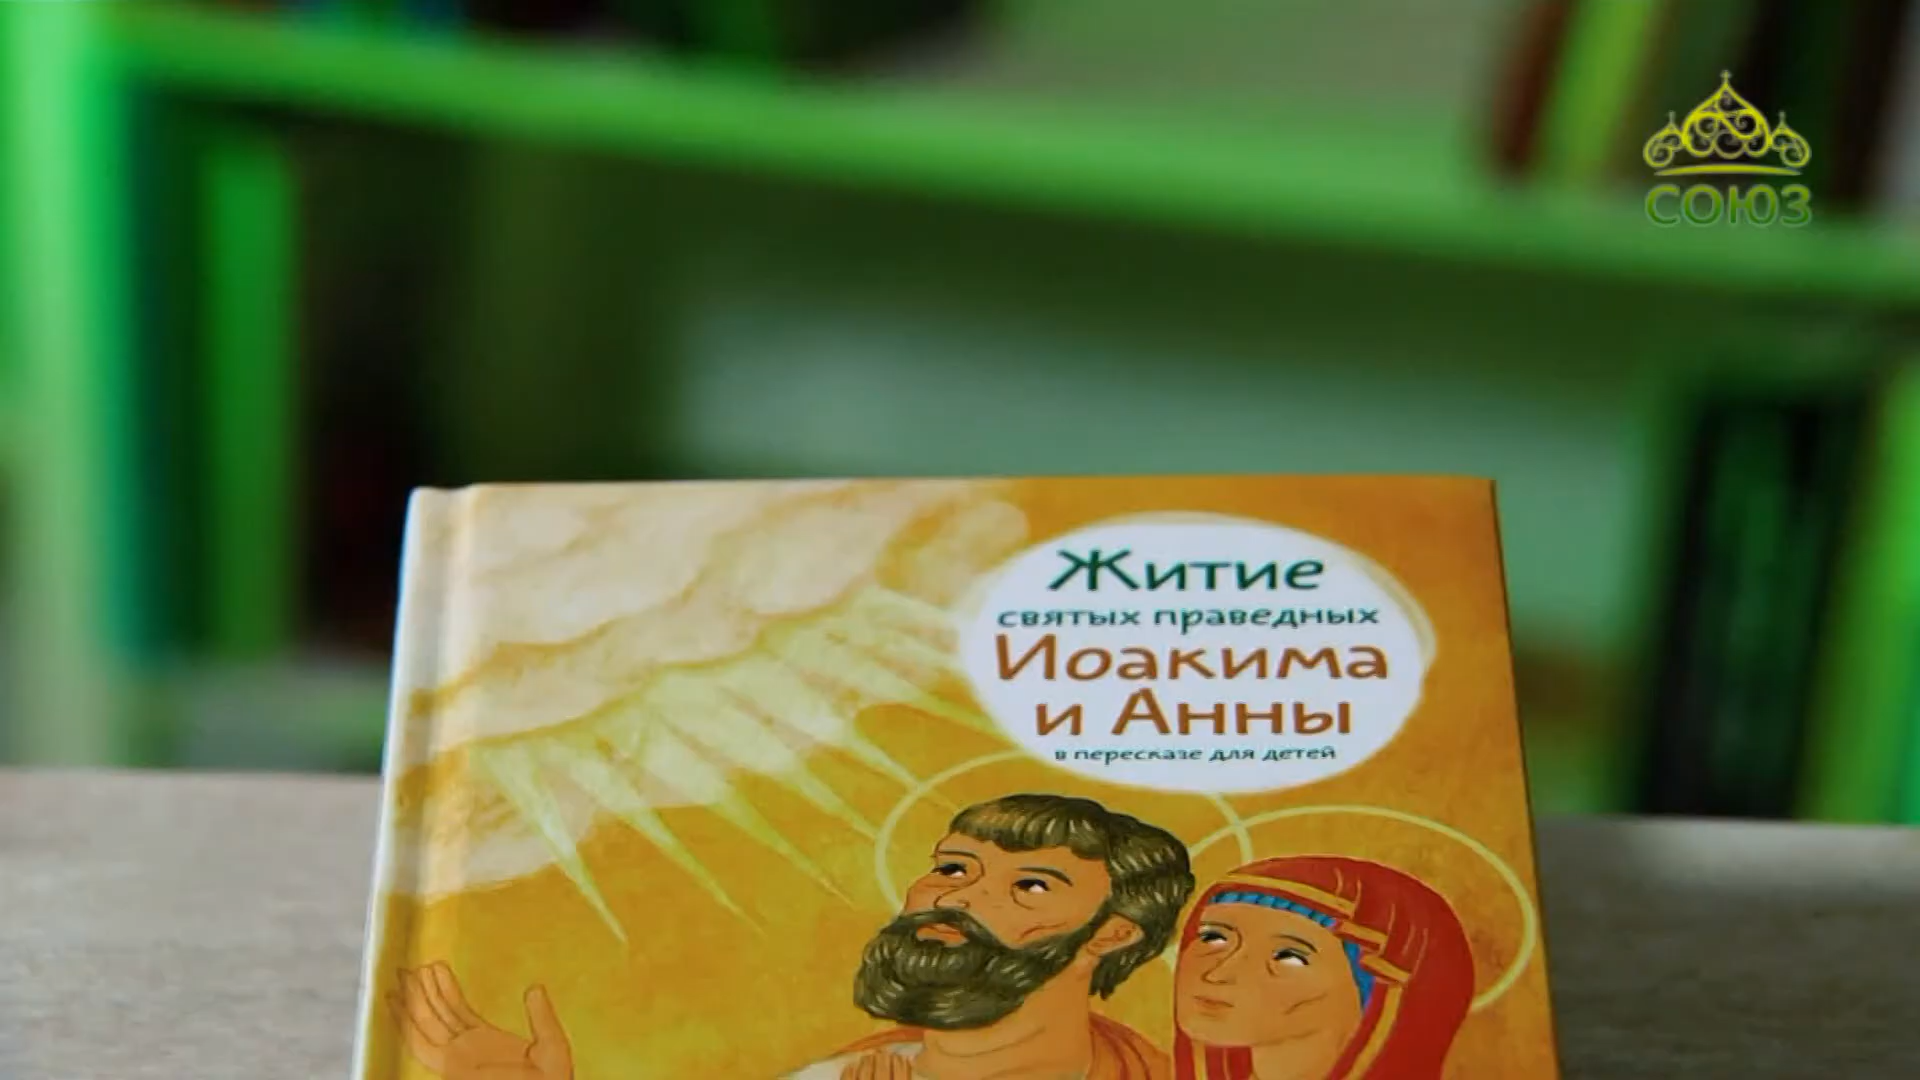 СОЮЗ
Житие
святых праведных
Иоакима
и Анны
в пересказе для детей